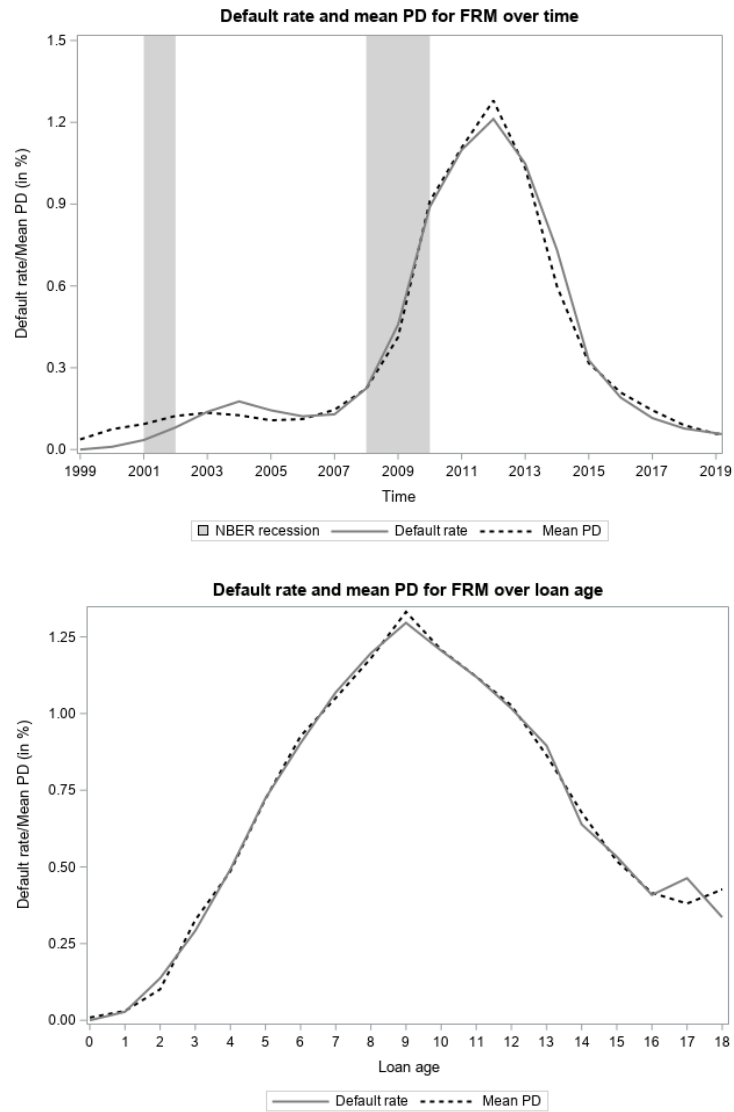 Default rate and mean PD for FRM over time
Default rate/Mean PD (in %)
1.5
1.2
0.9
0.6
0.3
0.0
1999 2001 2003 2005 2007 2009 2011 2013 2015 2017 2019
Time
NBER recession Default rate Mean PD
Default rate and mean PD for FRM over loan age
Default rate/Mean PD (in %)
1.25
1.00
0.75
0.50
0.25
0.00
0 1 2 3 4 5 6 7 8 9 10 11 12 13 14 15 16 17 18
Loan age
Default rate Mean PD